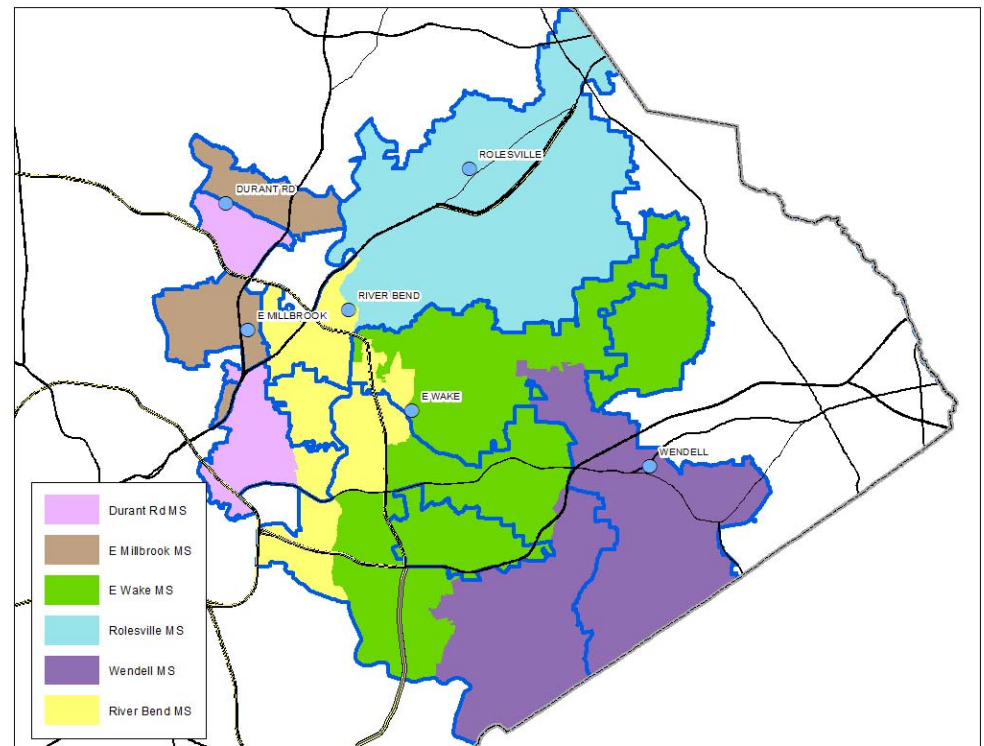 ROLESVILLE
DURANT RD
RIVER BEND
E MILLBROOK
E WAKE
WENDELL
Durant Rd MS
E Millbrook MS
E Wake MS
Rolesville MS
Wendell MS
River Bend MS